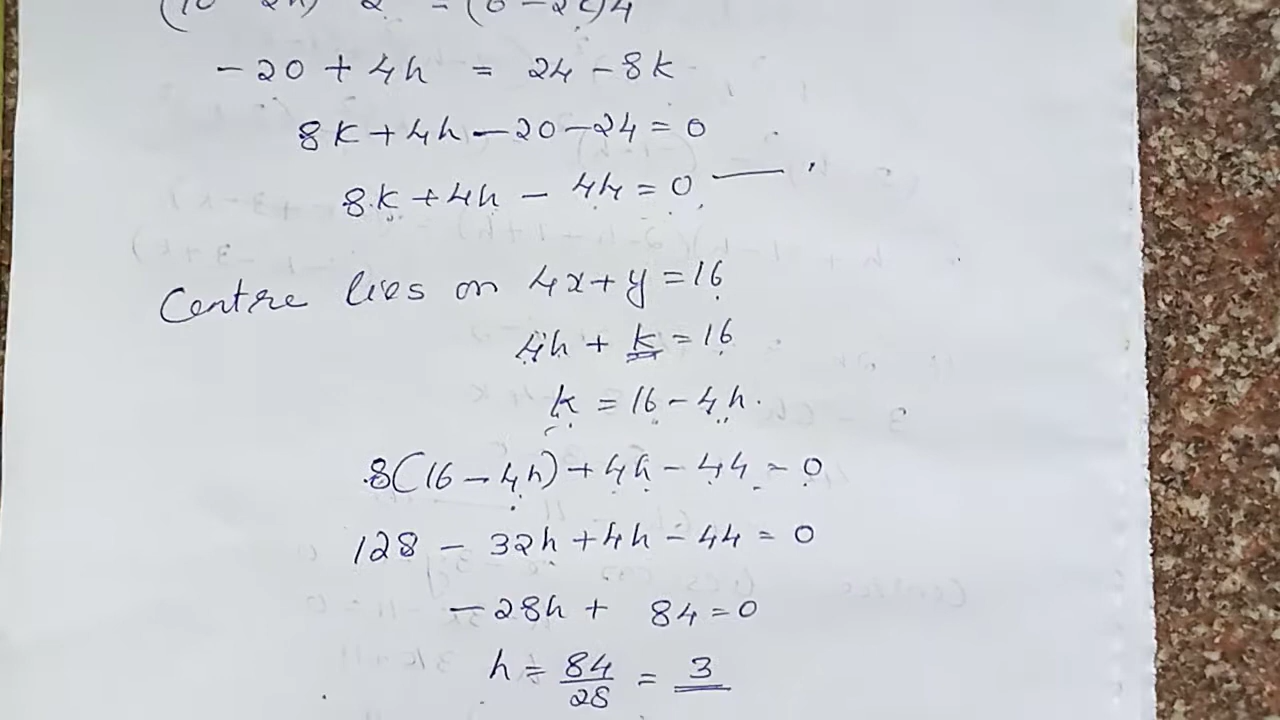 -20 + 4h = 24 - 8k
8k + 4h - 20 - 24 = 0
8k + 4h - 44 = 0
Centre lies on 4x + y = 16
4h + k = 16
k = 16 - 4h.
8(16 - 4h) + 4h - 44 = 0
128 - 32h + 4h - 44 = 0
-28h + 84 = 0
h = 84/28 = 3